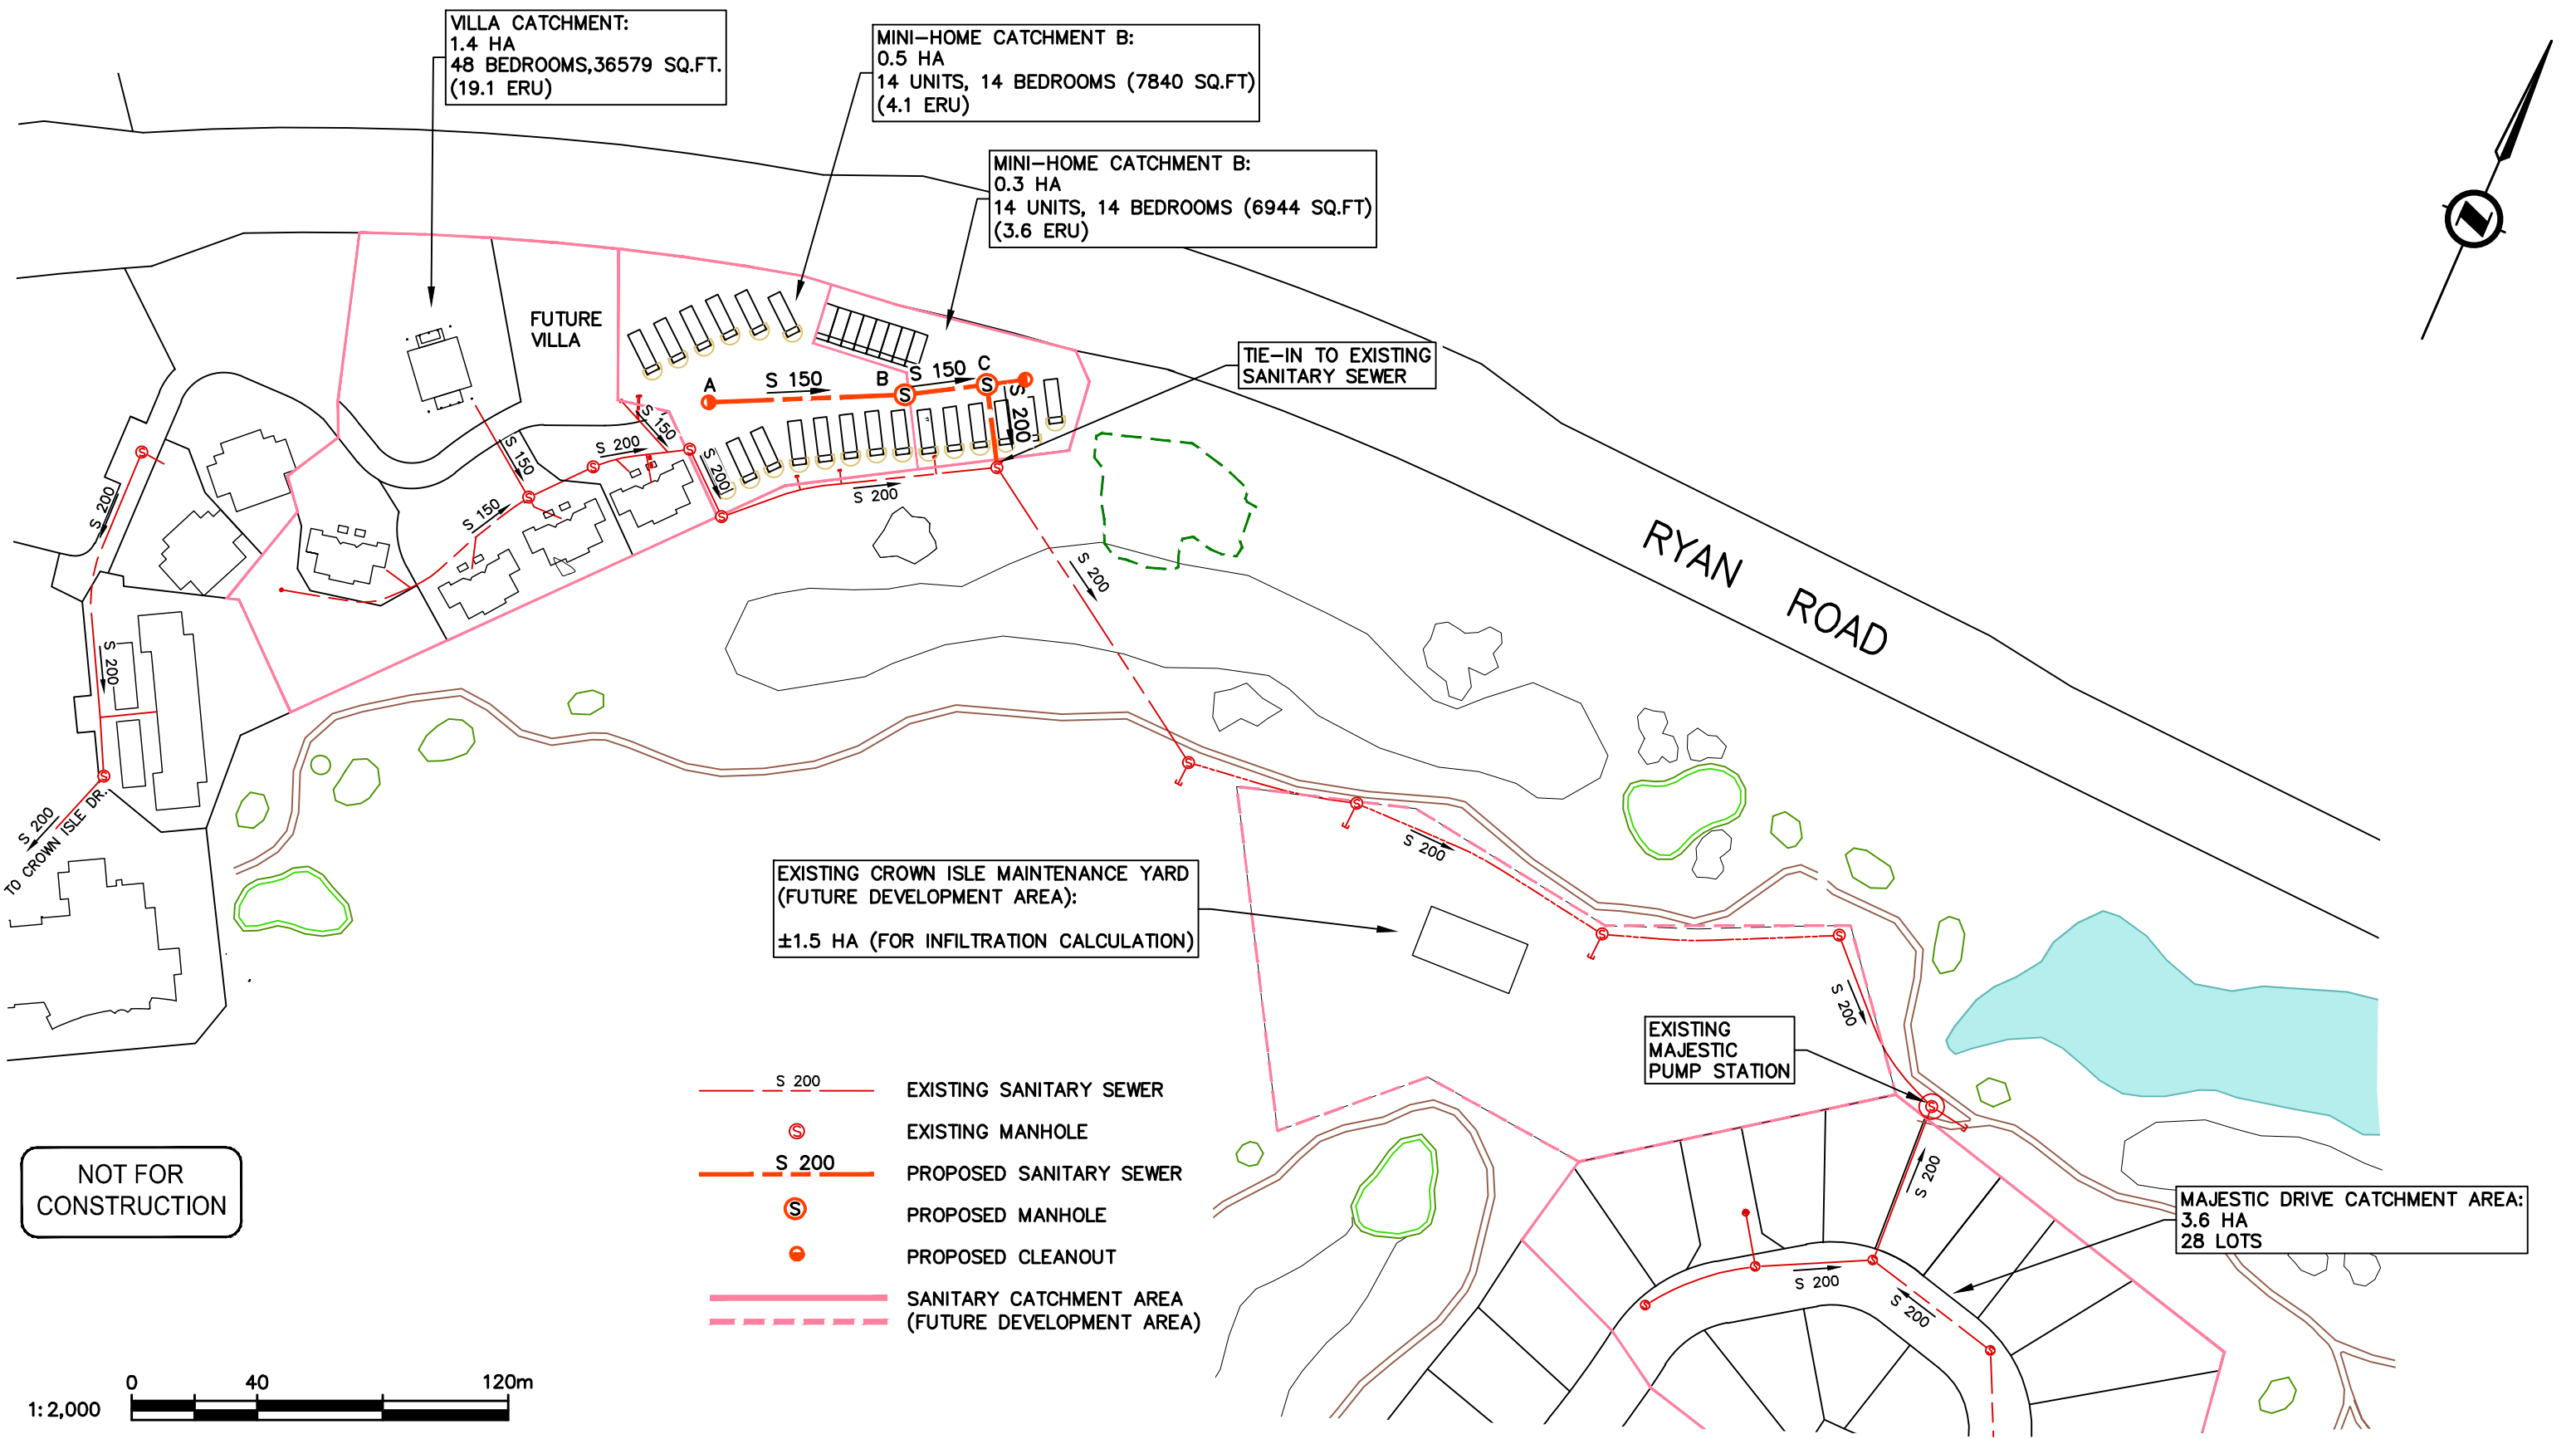 VILLA CATCHMENT:
1.4 HA
48 BEDROOMS,36579 SQ.FT.
(19.1 ERU)
MINI-HOME CATCHMENT B:
0.5 HA
14 UNITS, 14 BEDROOMS (7840 SQ.FT)
(4.1 ERU)
MINI-HOME CATCHMENT B:
0.3 HA
14 UNITS, 14 BEDROOMS (6944 SQ.FT)
(3.6 ERU)
FUTURE
VILLA
TIE-IN TO EXISTING
SANITARY SEWER
A
S 150
B
S
S 150
C
S
S 200
S 150
S 200
S 200
S 150
S 150
S 200
S 200
S 200
S 200
S 200
TO CROWN ISLE DR.
RYAN ROAD
S 200
EXISTING CROWN ISLE MAINTENANCE YARD
(FUTURE DEVELOPMENT AREA):
±1.5 HA (FOR INFILTRATION CALCULATION)
S 200
EXISTING
MAJESTIC
PUMP STATION
S 200
MAJESTIC DRIVE CATCHMENT AREA:
3.6 HA
28 LOTS
S 200
S 200
S 200 EXISTING SANITARY SEWER
S EXISTING MANHOLE
S 200 PROPOSED SANITARY SEWER
S PROPOSED MANHOLE
PROPOSED CLEANOUT
SANITARY CATCHMENT AREA
(FUTURE DEVELOPMENT AREA)
NOT FOR
CONSTRUCTION
0 40 120m
1:2,000